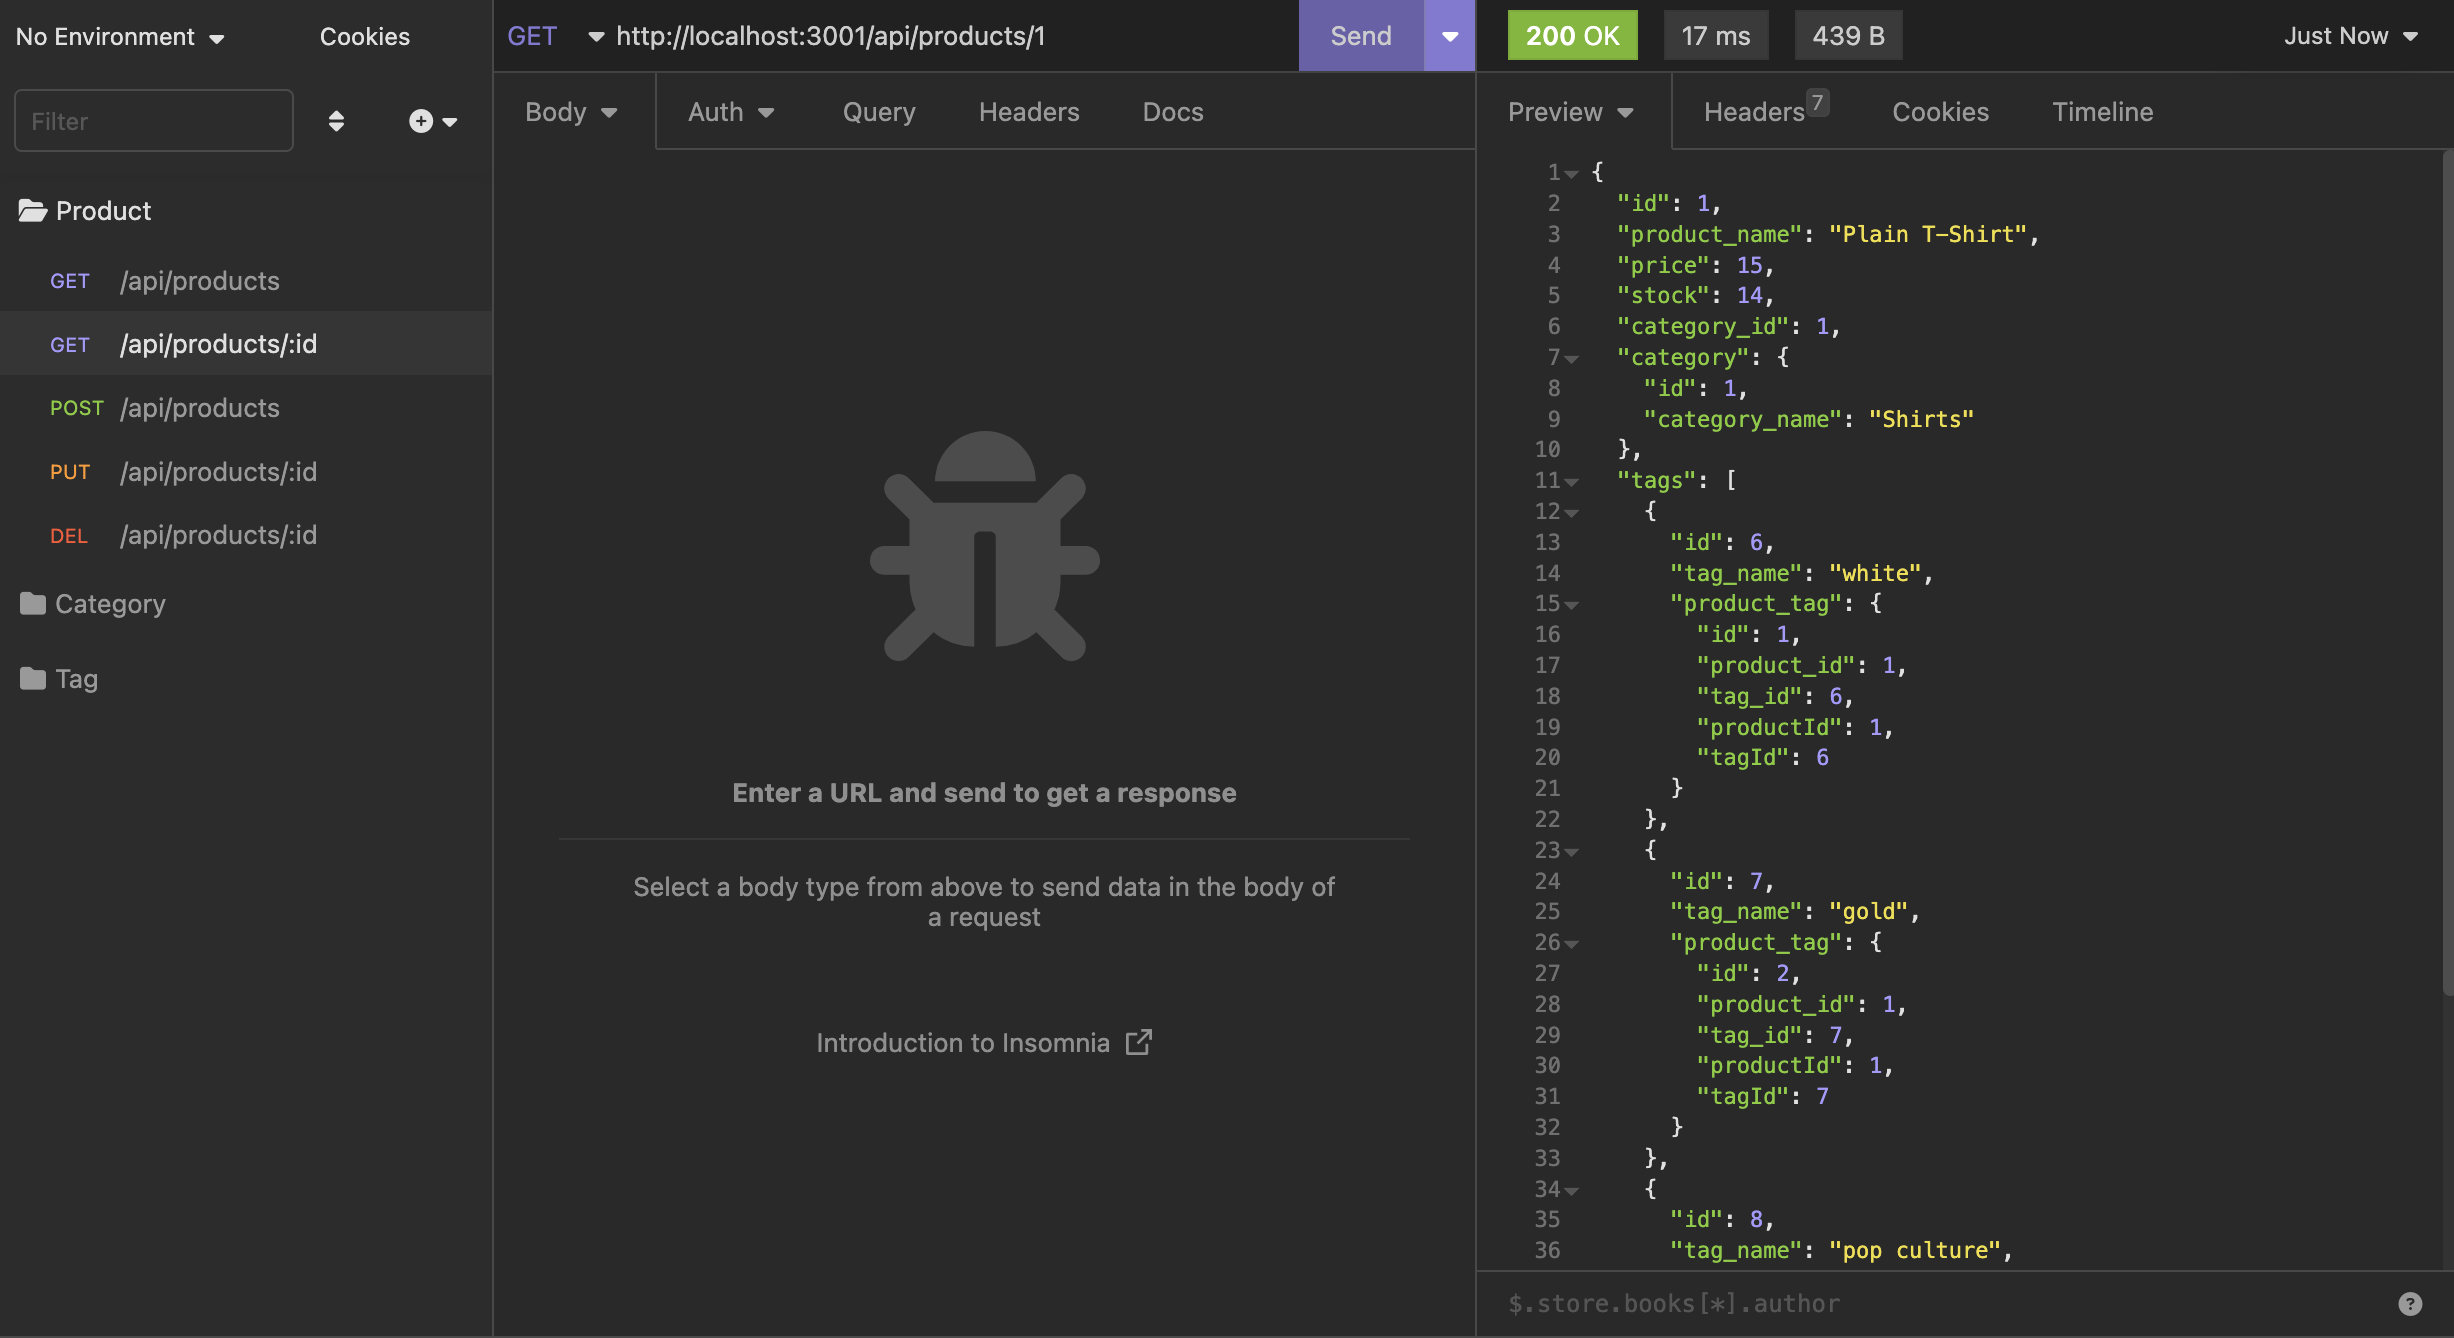 No Environment
Cookies
Filter
Product
GET /api/products
GET /api/products/:id
POST /api/products
PUT /api/products/:id
DEL /api/products/:id
Category
Tag
GET http://localhost:3001/api/products/1
Send
Body
Auth
Query
Headers
Docs
Enter a URL and send to get a response
Select a body type from above to send data in the body of
a request
Introduction to Insomnia
200 OK
17 ms
439 B
Just Now
Preview
Headers 7
Cookies
Timeline
1 {
2 "id": 1,
3 "product_name": "Plain T-Shirt",
4 "price": 15,
5 "stock": 14,
6 "category_id": 1,
7 "category": {
8 "id": 1,
9 "category_name": "Shirts"
10 },
11 "tags": [
12 {
13 "id": 6,
14 "tag_name": "white",
15 "product_tag": {
16 "id": 1,
17 "product_id": 1,
18 "tag_id": 6,
19 "productId": 1,
20 "tagId": 6
21 }
22 },
23 {
24 "id": 7,
25 "tag_name": "gold",
26 "product_tag": {
27 "id": 2,
28 "product_id": 1,
29 "tag_id": 7,
30 "productId": 1,
31 "tagId": 7
32 }
33 },
34 {
35 "id": 8,
36 "tag_name": "pop culture",
$.store.books[*].author
?